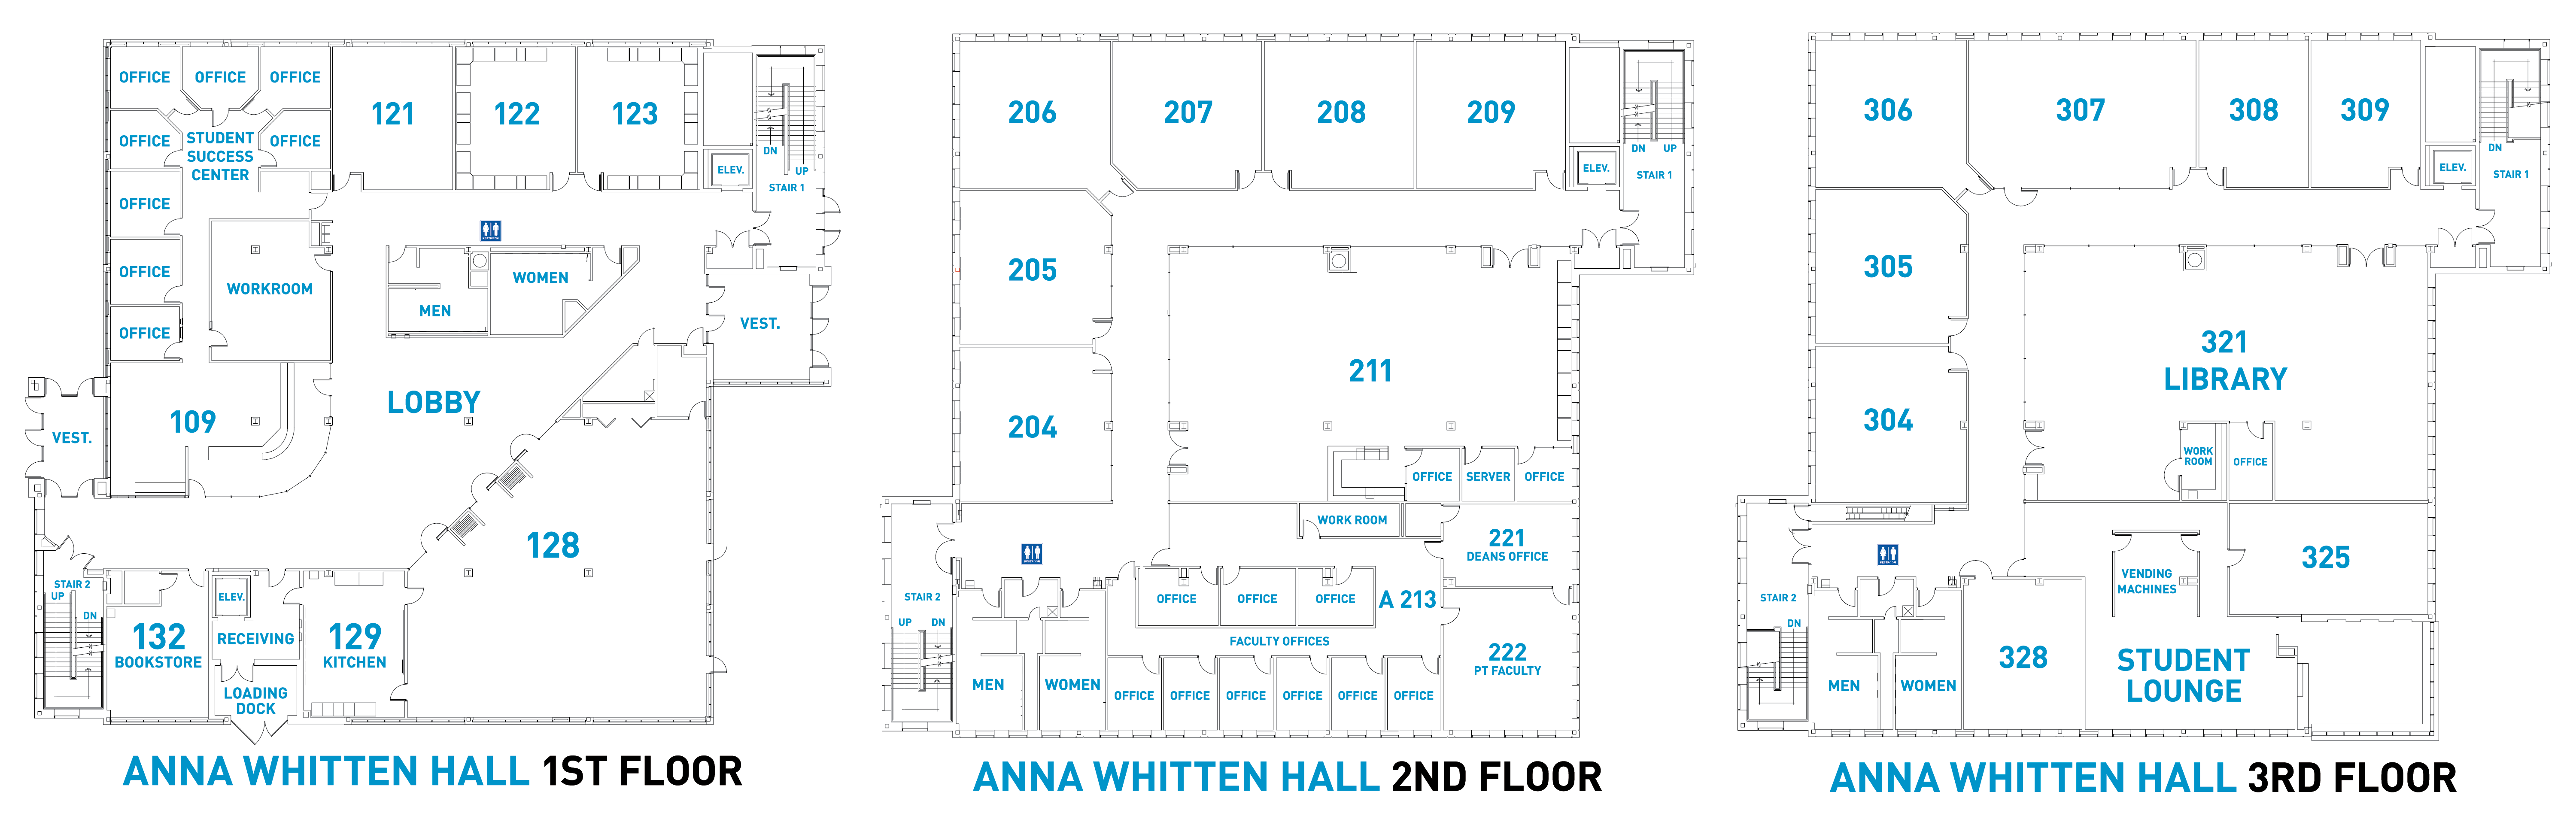 OFFICE
OFFICE
OFFICE
121
122
123
OFFICE
STUDENT
SUCCESS
CENTER
OFFICE
DN
UP
ELEV.
STAIR 1
OFFICE
WORKROOM
OFFICE
OFFICE
MEN
WOMEN
VEST.
LOBBY
109
VEST.
128
STAIR 2
UP
DN
ELEV.
132
BOOKSTORE
RECEIVING
129
KITCHEN
LOADING
DOCK
ANNA WHITTEN HALL 1ST FLOOR
206
207
208
209
DN
UP
ELEV.
STAIR 1
205
211
204
OFFICE
SERVER
OFFICE
WORK ROOM
221
DEANS OFFICE
STAIR 2
UP
DN
OFFICE
OFFICE
OFFICE
A 213
FACULTY OFFICES
222
PT FACULTY
MEN
WOMEN
OFFICE
OFFICE
OFFICE
OFFICE
OFFICE
OFFICE
ANNA WHITTEN HALL 2ND FLOOR
306
307
308
309
DN
ELEV.
STAIR 1
305
321
LIBRARY
304
WORK
ROOM
OFFICE
325
VENDING
MACHINES
STAIR 2
DN
328
STUDENT
LOUNGE
MEN
WOMEN
ANNA WHITTEN HALL 3RD FLOOR